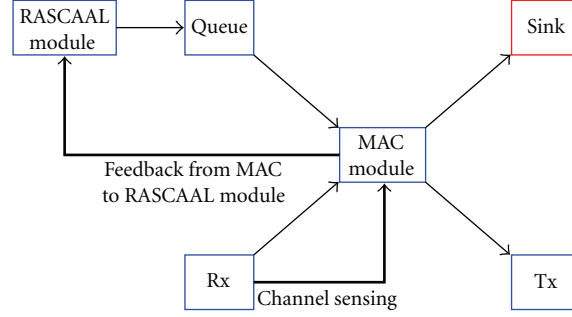 RASCAAL
module
Queue
Sink
MAC
module
Feedback from MAC
to RASCAAL module
Rx
Channel sensing
Tx